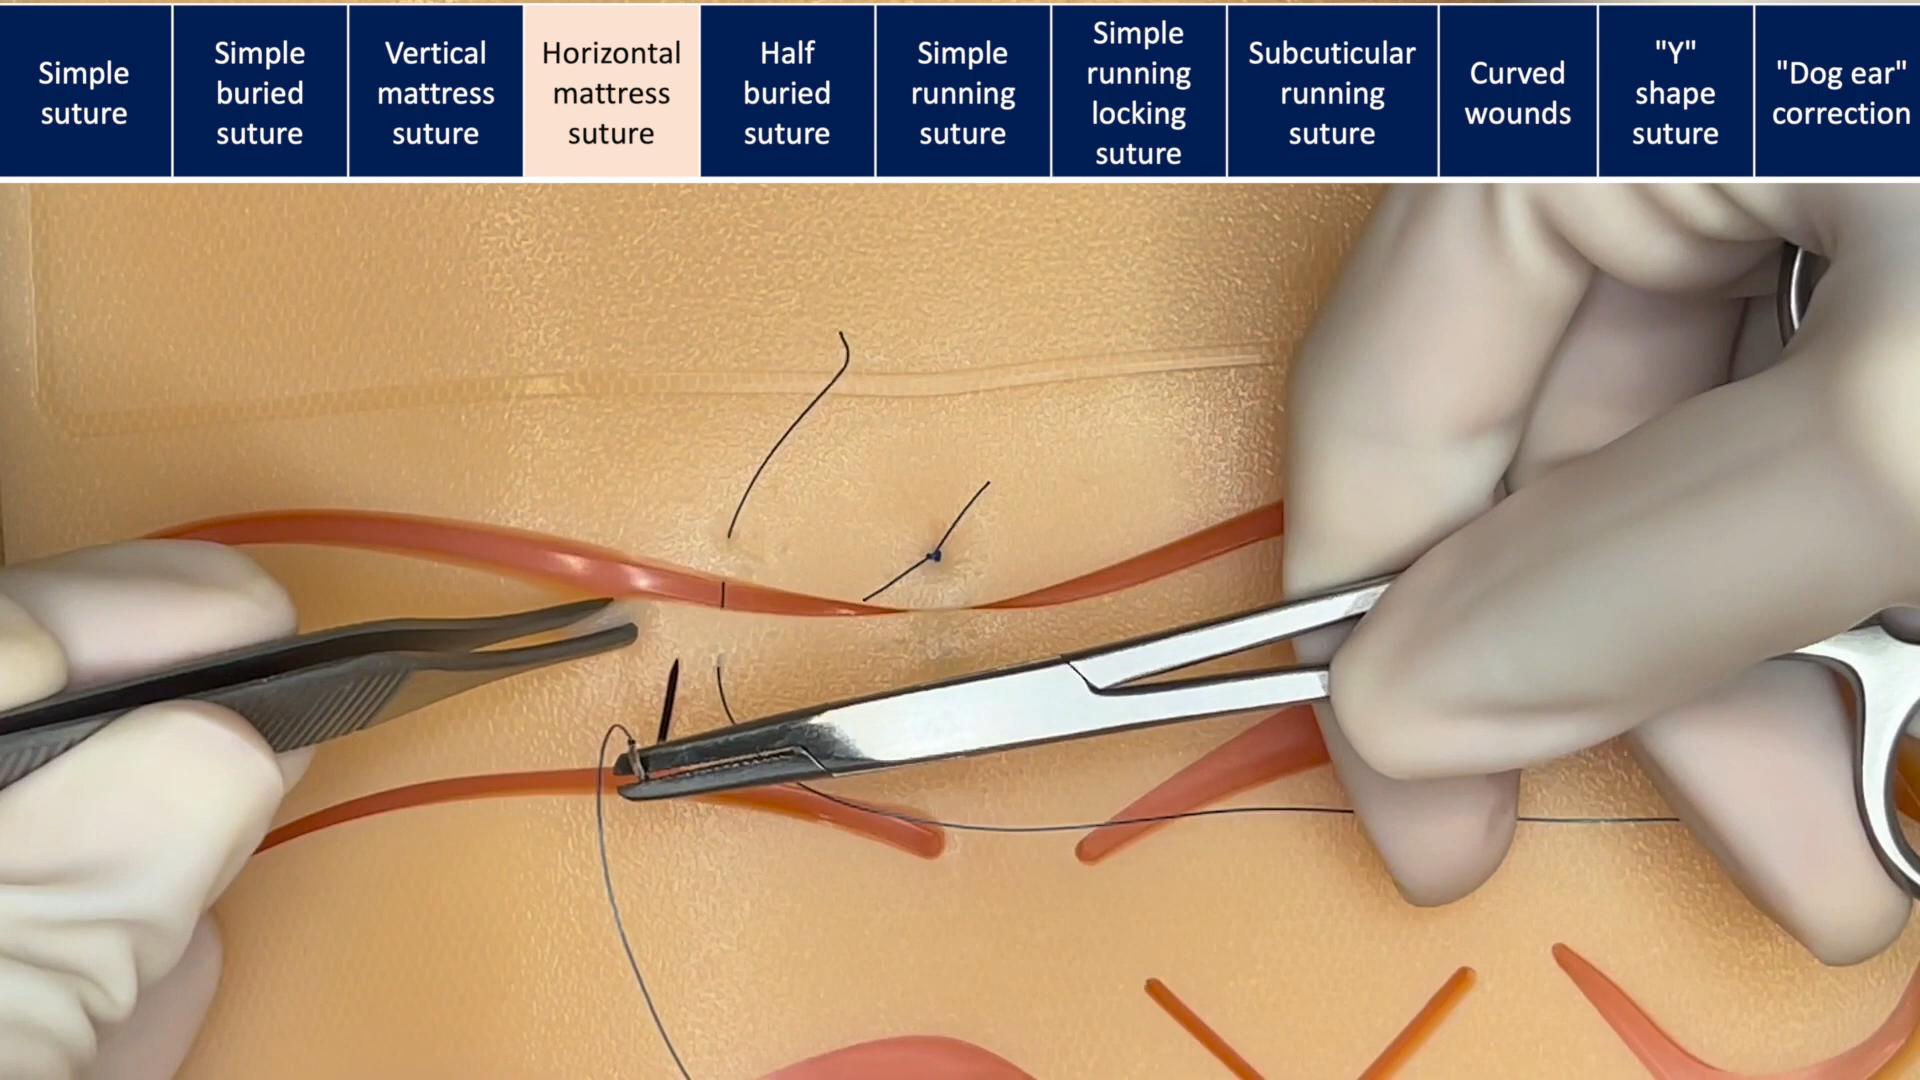 Simple
suture
Simple
buried
suture
Vertical
mattress
suture
Horizontal
mattress
suture
Half
buried
suture
Simple
running
suture
Simple
running
locking
suture
Subcuticular
running
suture
Curved
wounds
"Y"
shape
suture
"Dog ear"
correction